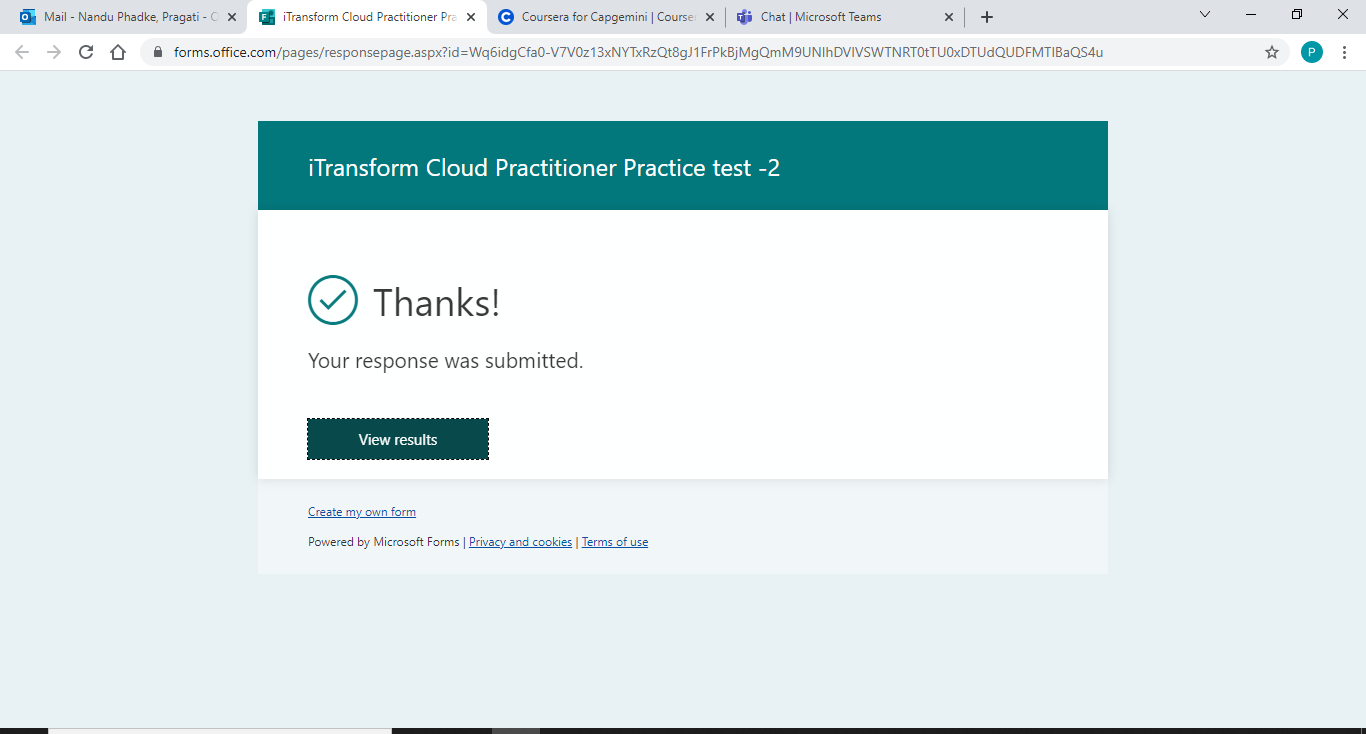 Mail - Nandu Phadke, Pragati - O
iTransform Cloud Practitioner Pra
Coursera for Capgemini | Courser
Chat | Microsoft Teams
forms.office.com/pages/responsepage.aspx?id=Wq6idgCfa0-V7V0z13xNYTxRzQt8gJ1FrPkBjMgQmM9UNlhDVlVSWTNRT0tTU0xDTUdQUDFMTlBaQS4u
P
iTransform Cloud Practitioner Practice test -2
Thanks!
Your response was submitted.
View results
Create my own form
Powered by Microsoft Forms | Privacy and cookies | Terms of use